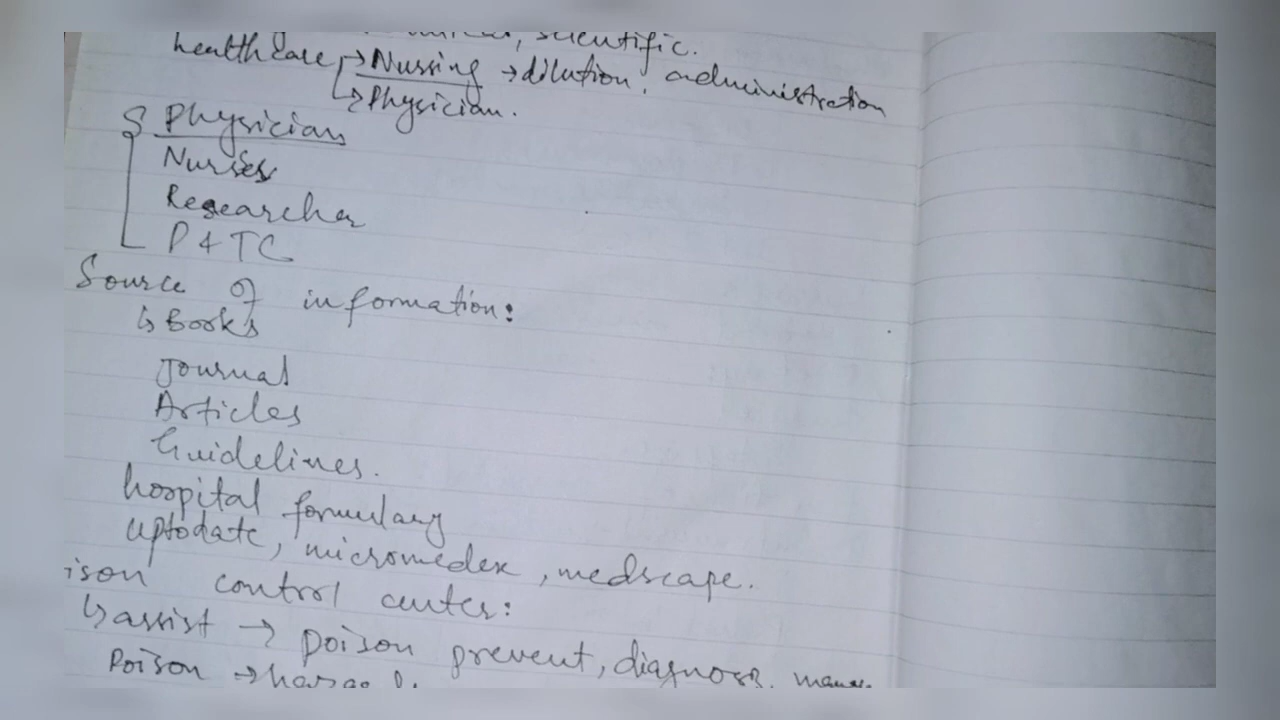 , scientific.
healthcare →Nursing →dilution, administration
↳Physician.
Physician
Nurses
Researcher
P & TC
Source of information:
↳ Books
Journal
Articles
Guidelines.
hospital formulary
uptodate, micromedex, medscape.
ison control center:
↳ assist → poison prevent, diagnosis,
Poison →